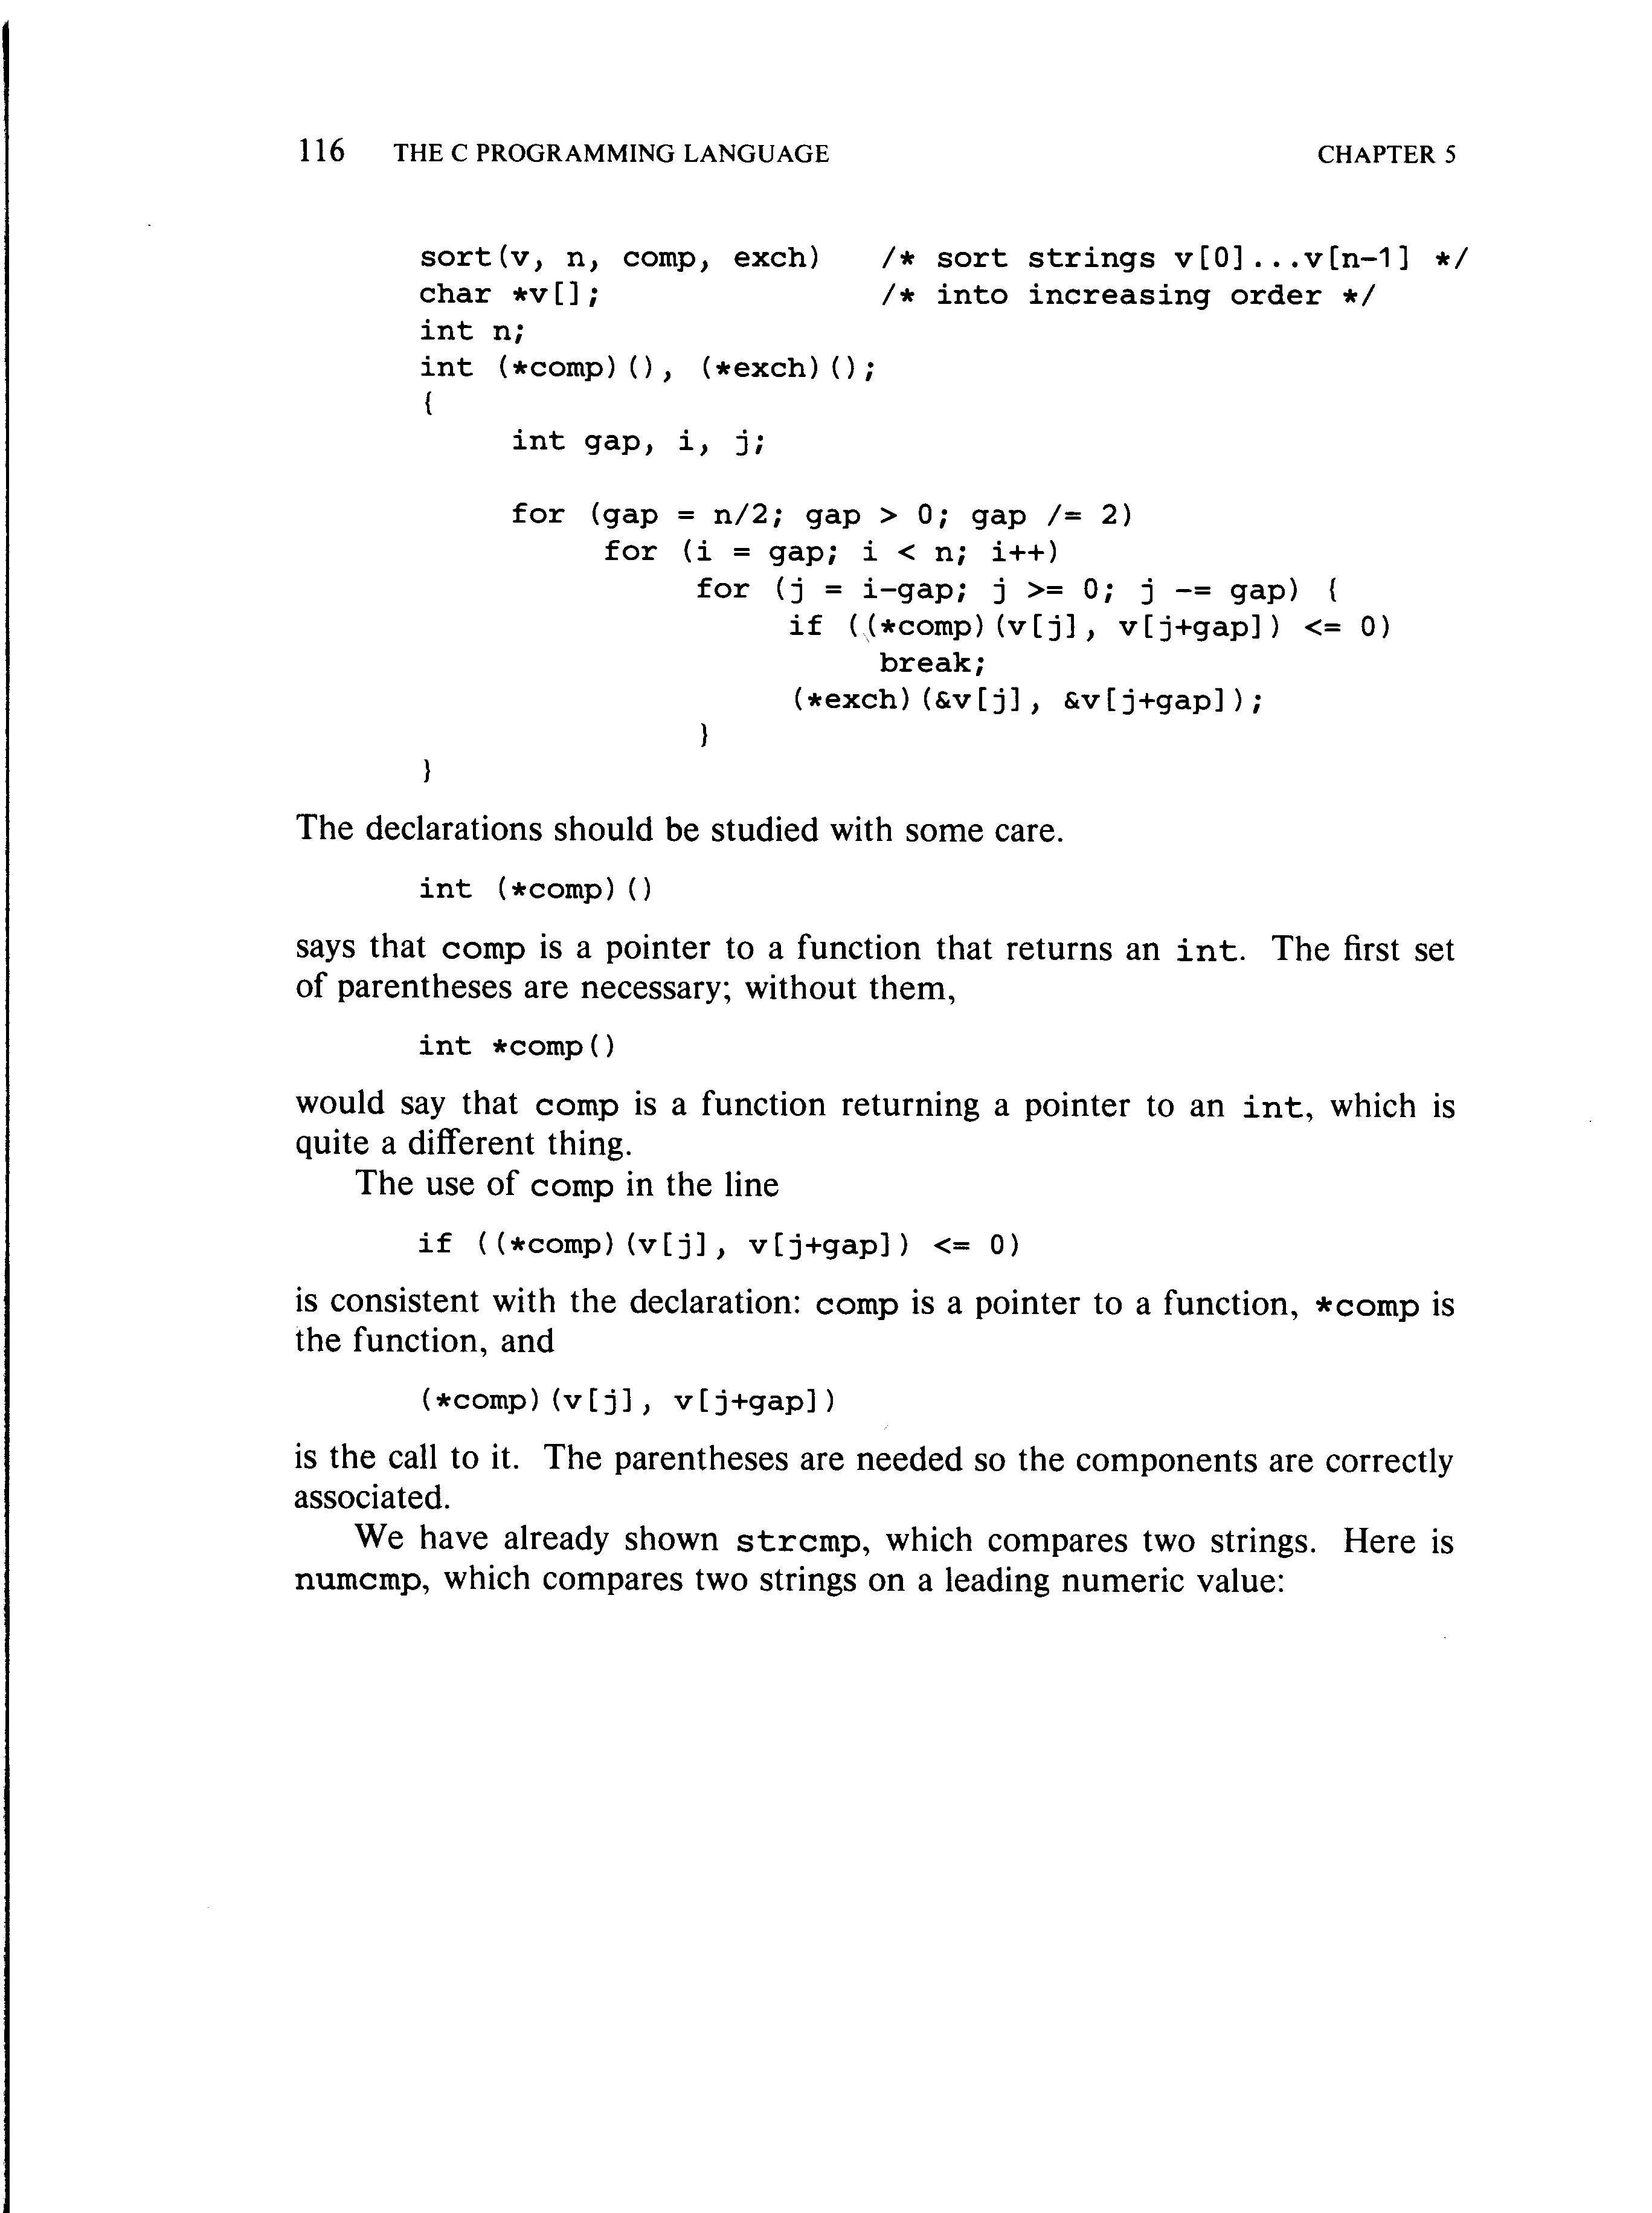 116 THE C PROGRAMMING LANGUAGE CHAPTER 5
sort(v, n, comp, exch) /* sort strings v[0]...v[n-1] */
char *v[]; /* into increasing order */
int n;
int (*comp)(), (*exch)();
{
int gap, i, j;
for (gap = n/2; gap > 0; gap /= 2)
for (i = gap; i < n; i++)
for (j = i-gap; j >= 0; j -= gap) {
if ((*comp)(v[j], v[j+gap]) <= 0)
break;
(*exch)(&v[j], &v[j+gap]);
}
}
The declarations should be studied with some care.
int (*comp)()
says that comp is a pointer to a function that returns an int. The first set
of parentheses are necessary; without them,
int *comp()
would say that comp is a function returning a pointer to an int, which is
quite a different thing.
The use of comp in the line
if ((*comp)(v[j], v[j+gap]) <= 0)
is consistent with the declaration: comp is a pointer to a function, *comp is
the function, and
(*comp)(v[j], v[j+gap])
is the call to it. The parentheses are needed so the components are correctly
associated.
We have already shown strcmp, which compares two strings. Here is
numcmp, which compares two strings on a leading numeric value: